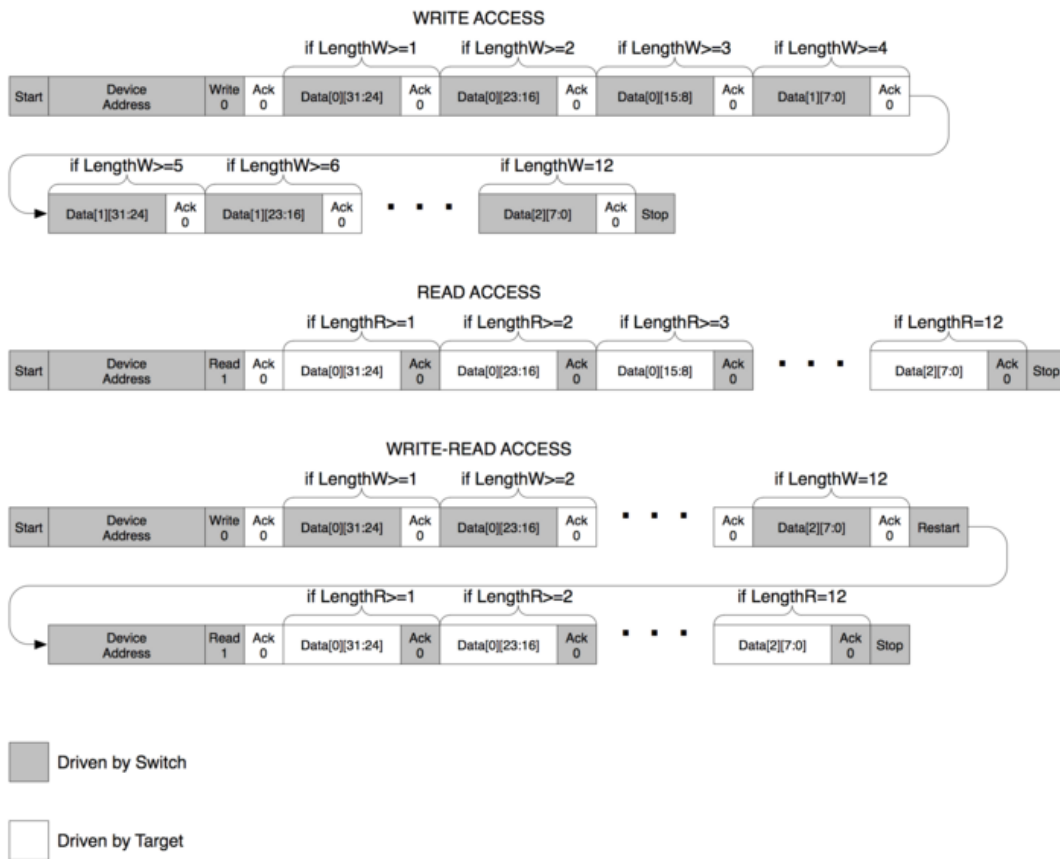 WRITE ACCESS
if LengthW>=1 if LengthW>=2 if LengthW>=3 if LengthW>=4
Start Device Address Write 0 Ack 0 Data[0][31:24] Ack 0 Data[0][23:16] Ack 0 Data[0][15:8] Ack 0 Data[1][7:0] Ack 0
if LengthW>=5 if LengthW>=6 if LengthW=12
Data[1][31:24] Ack 0 Data[1][23:16] Ack 0 Data[2][7:0] Ack 0 Stop
READ ACCESS
if LengthR>=1 if LengthR>=2 if LengthR>=3 if LengthR=12
Start Device Address Read 1 Ack 0 Data[0][31:24] Ack 0 Data[0][23:16] Ack 0 Data[0][15:8] Ack 0 Data[2][7:0] Ack 0 Stop
WRITE-READ ACCESS
if LengthW>=1 if LengthW>=2 if LengthW=12
Start Device Address Write 0 Ack 0 Data[0][31:24] Ack 0 Data[0][23:16] Ack 0 Ack 0 Data[2][7:0] Ack 0 Restart
if LengthR>=1 if LengthR>=2 if LengthR=12
Device Address Read 1 Ack 0 Data[0][31:24] Ack 0 Data[0][23:16] Ack 0 Data[2][7:0] Ack 0 Stop
Driven by Switch
Driven by Target